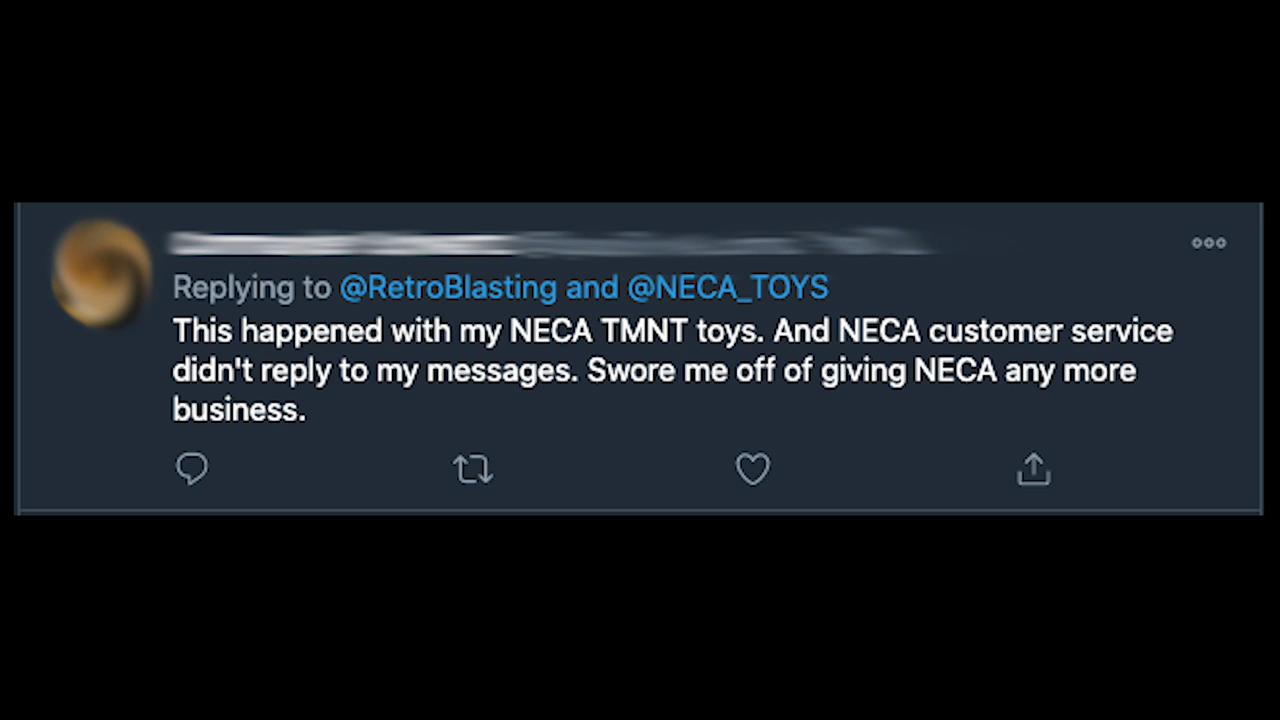 Replying to @RetroBlasting and @NECA_TOYS
This happened with my NECA TMNT toys. And NECA customer service
didn't reply to my messages. Swore me off of giving NECA any more
business.